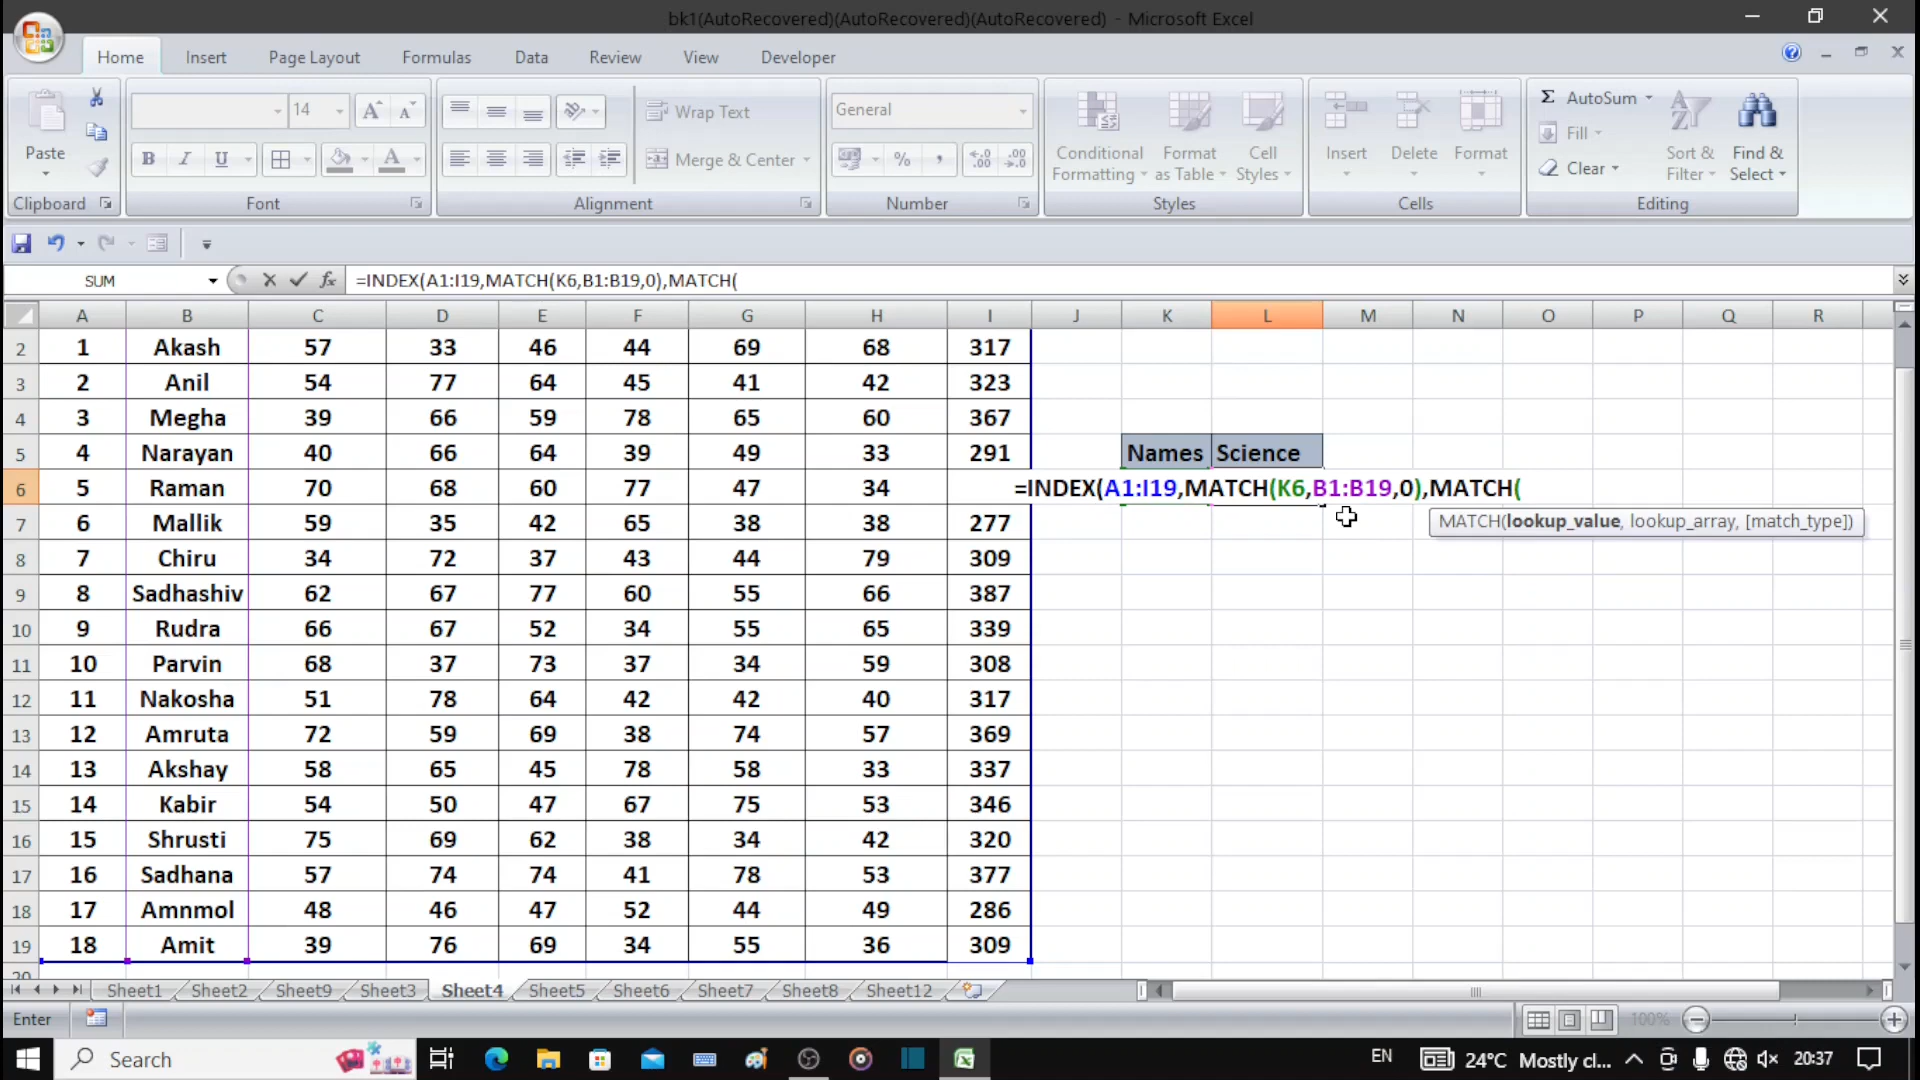 bk1(AutoRecovered)(AutoRecovered)(AutoRecovered) - Microsoft Excel
Home Insert Page Layout Formulas Data Review View Developer
14 Wrap Text General AutoSum
Paste B I U Merge & Center % , Conditional Formatting Format as Table Cell Styles Insert Delete Format Fill Clear Sort & Filter Find & Select
Clipboard Font Alignment Number Styles Cells Editing
SUM fx =INDEX(A1:I19,MATCH(K6,B1:B19,0),MATCH(
A B C D E F G H I J K L M N O P Q R
2 1 Akash 57 33 46 44 69 68 317
3 2 Anil 54 77 64 45 41 42 323
4 3 Megha 39 66 59 78 65 60 367
5 4 Narayan 40 66 64 39 49 33 291 Names Science
6 5 Raman 70 68 60 77 47 34 =INDEX(A1:I19,MATCH(K6,B1:B19,0),MATCH(
7 6 Mallik 59 35 42 65 38 38 277 MATCH(lookup_value, lookup_array, [match_type])
8 7 Chiru 34 72 37 43 44 79 309
9 8 Sadhashiv 62 67 77 60 55 66 387
10 9 Rudra 66 67 52 34 55 65 339
11 10 Parvin 68 37 73 37 34 59 308
12 11 Nakosha 51 78 64 42 42 40 317
13 12 Amruta 72 59 69 38 74 57 369
14 13 Akshay 58 65 45 78 58 33 337
15 14 Kabir 54 50 47 67 75 53 346
16 15 Shrusti 75 69 62 38 34 42 320
17 16 Sadhana 57 74 74 41 78 53 377
18 17 Amnmol 48 46 47 52 44 49 286
19 18 Amit 39 76 69 34 55 36 309
20
Sheet1 Sheet2 Sheet9 Sheet3 Sheet4 Sheet5 Sheet6 Sheet7 Sheet8 Sheet12
Enter 100%
Search EN 24°C Mostly cl... 20:37